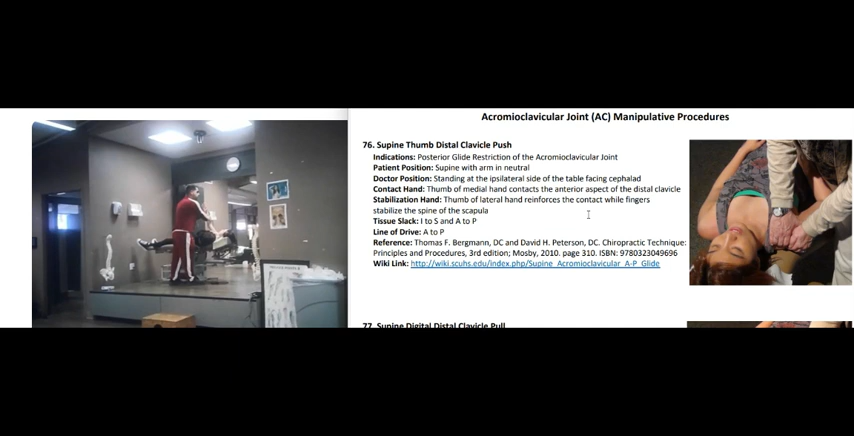 Acromioclavicular Joint (AC) Manipulative Procedures
76. Supine Thumb Distal Clavicle Push
Indications: Posterior Glide Restriction of the Acromioclavicular Joint
Patient Position: Supine with arm in neutral
Doctor Position: Standing at the ipsilateral side of the table facing cephalad
Contact Hand: Thumb of medial hand contacts the anterior aspect of the distal clavicle
Stabilization Hand: Thumb of lateral hand reinforces the contact while fingers
stabilize the spine of the scapula
Tissue Slack: I to S and A to P
Line of Drive: A to P
Reference: Thomas F. Bergmann, DC and David H. Peterson, DC. Chiropractic Technique:
Principles and Procedures, 3rd edition; Mosby, 2010. page 310. ISBN: 9780323049696
Wiki Link: http://wiki.scuhs.edu/index.php/Supine_Acromioclavicular_A-P_Glide
77. Supine Digital Distal Clavicle Pull